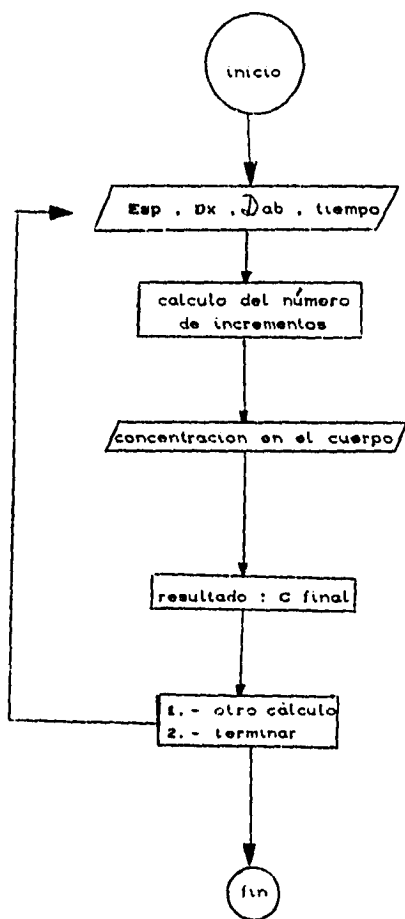 inicio
Esp , Dx , Dab , tiempo
calculo del número
de incrementos
concentracion en el cuerpo
resultado : C final
1. - otro cálculo
2. - terminar
fin